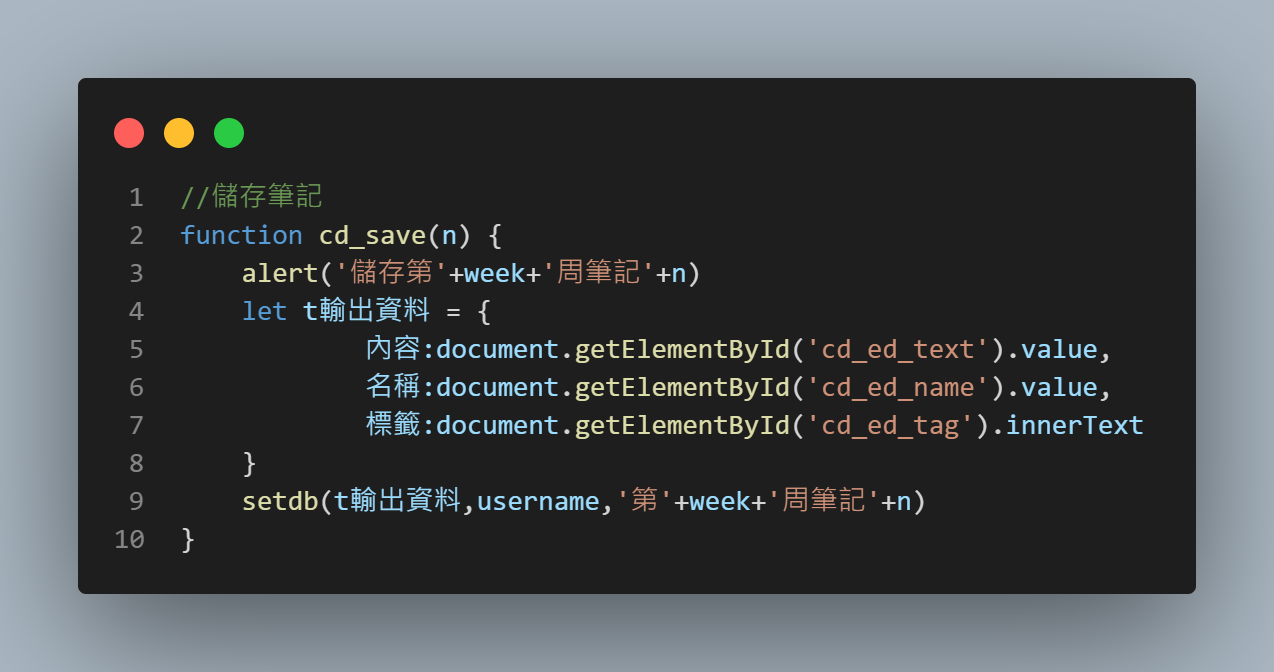 1 //儲存筆記
2 function cd_save(n) {
3     alert('儲存第'+week+'周筆記'+n)
4     let t輸出資料 = {
5             內容:document.getElementById('cd_ed_text').value,
6             名稱:document.getElementById('cd_ed_name').value,
7             標籤:document.getElementById('cd_ed_tag').innerText
8     }
9     setdb(t輸出資料,username,'第'+week+'周筆記'+n)
10 }